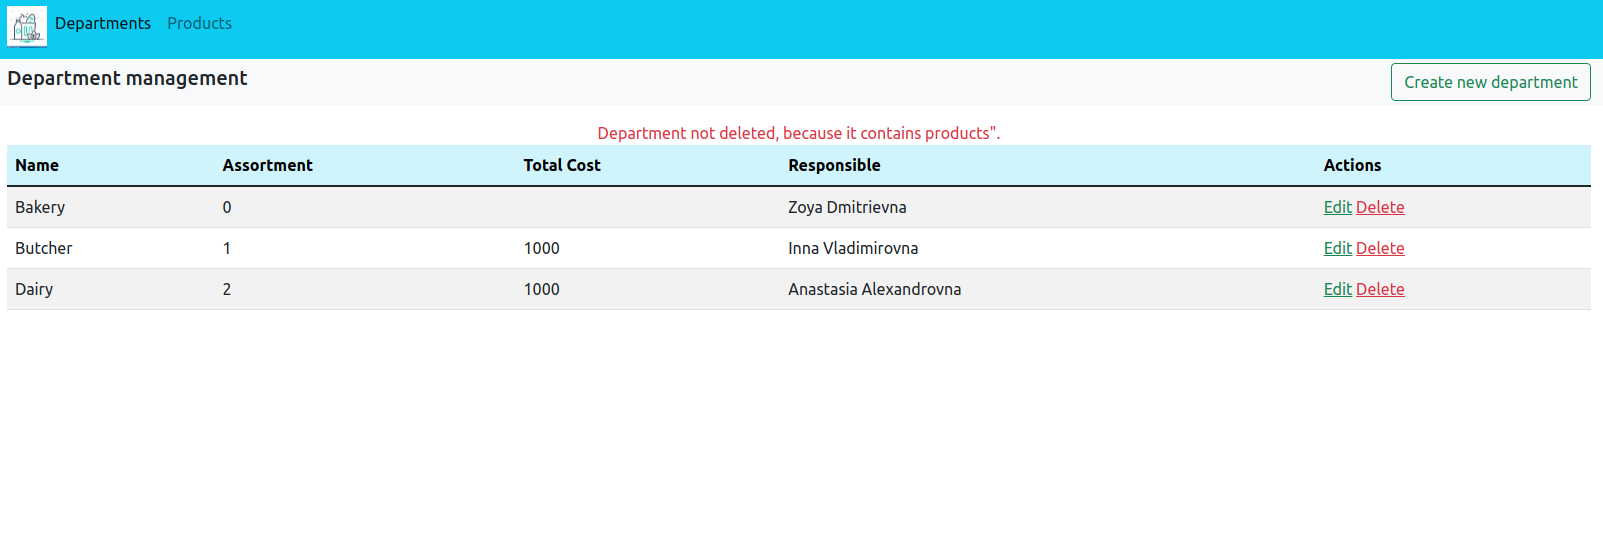 Departments Products
Department management
Create new department
Department not deleted, because it contains products".
Name Assortment Total Cost Responsible Actions
Bakery 0 Zoya Dmitrievna Edit Delete
Butcher 1 1000 Inna Vladimirovna Edit Delete
Dairy 2 1000 Anastasia Alexandrovna Edit Delete